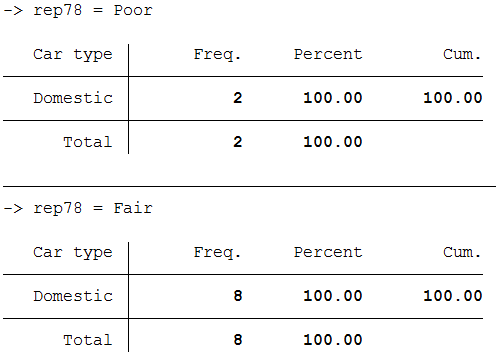 -> rep78 = Poor
Car type Freq. Percent Cum.
Domestic 2 100.00 100.00
Total 2 100.00
-> rep78 = Fair
Car type Freq. Percent Cum.
Domestic 8 100.00 100.00
Total 8 100.00